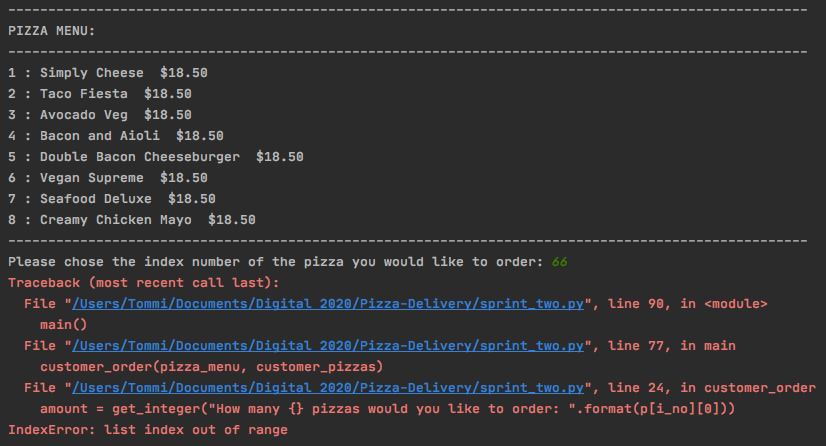 --------------------------------------------------------------------------------------------------
PIZZA MENU:
--------------------------------------------------------------------------------------------------
1 : Simply Cheese  $18.50
2 : Taco Fiesta  $18.50
3 : Avocado Veg  $18.50
4 : Bacon and Aioli  $18.50
5 : Double Bacon Cheeseburger  $18.50
6 : Vegan Supreme  $18.50
7 : Seafood Deluxe  $18.50
8 : Creamy Chicken Mayo  $18.50
--------------------------------------------------------------------------------------------------
Please chose the index number of the pizza you would like to order: 66
Traceback (most recent call last):
  File "/Users/Tommi/Documents/Digital 2020/Pizza-Delivery/sprint_two.py", line 90, in <module>
    main()
  File "/Users/Tommi/Documents/Digital 2020/Pizza-Delivery/sprint_two.py", line 77, in main
    customer_order(pizza_menu, customer_pizzas)
  File "/Users/Tommi/Documents/Digital 2020/Pizza-Delivery/sprint_two.py", line 24, in customer_order
    amount = get_integer("How many {} pizzas would you like to order: ".format(p[i_no][0]))
IndexError: list index out of range